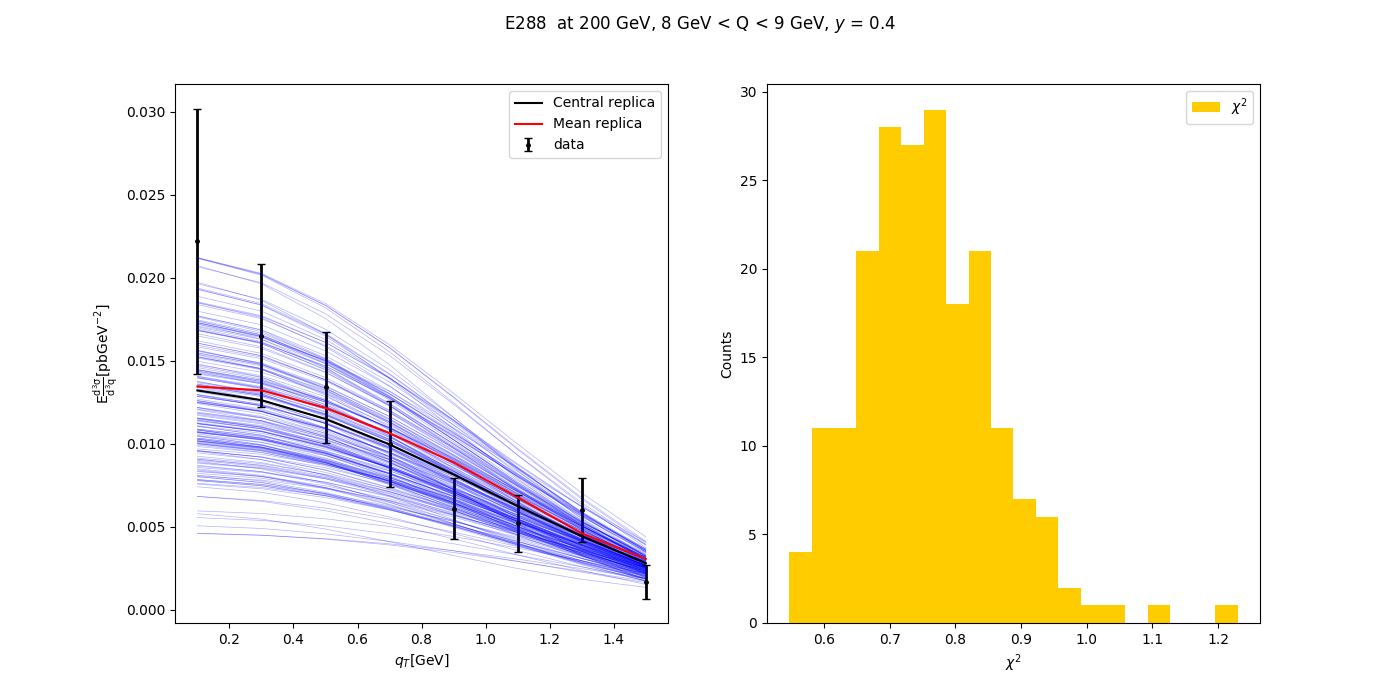 E288 at 200 GeV, 8 GeV < Q < 9 GeV, y = 0.4
Central replica
Mean replica
data
E d³σ/d³q [pbGeV⁻²]
0.030
0.025
0.020
0.015
0.010
0.005
0.000
0.2 0.4 0.6 0.8 1.0 1.2 1.4
q_T[GeV]
χ²
Counts
30
25
20
15
10
5
0
0.6 0.7 0.8 0.9 1.0 1.1 1.2
χ²